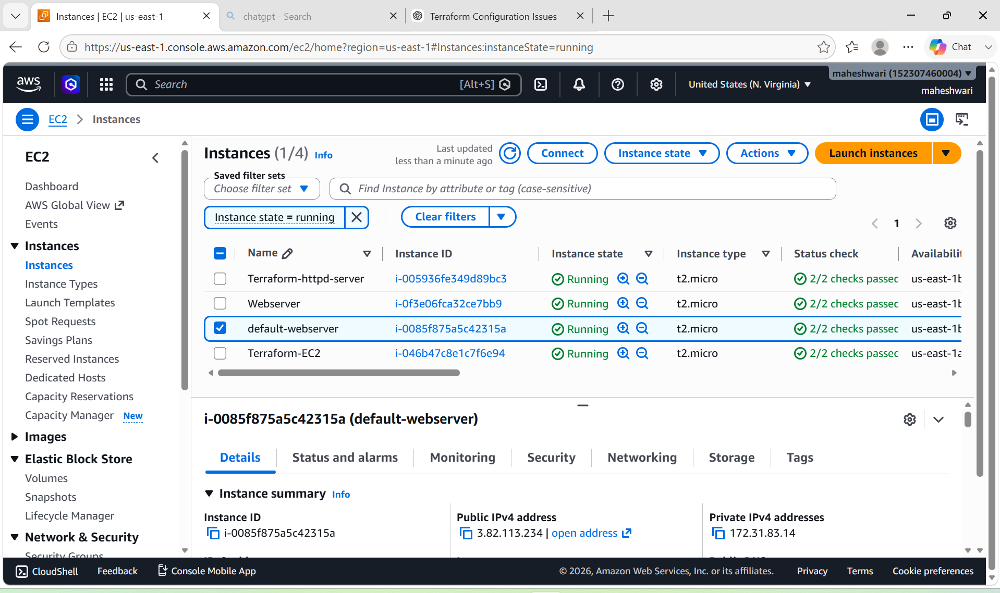 Instances | EC2 | us-east-1
chatgpt - Search
Terraform Configuration Issues
https://us-east-1.console.aws.amazon.com/ec2/home?region=us-east-1#Instances:instanceState=running
Chat
aws
Search
[Alt+S]
United States (N. Virginia)
maheshwari (152307460004)
maheshwari
EC2
Instances
EC2
Dashboard
AWS Global View
Events
Instances
Instances
Instance Types
Launch Templates
Spot Requests
Savings Plans
Reserved Instances
Dedicated Hosts
Capacity Reservations
Capacity Manager New
Images
Elastic Block Store
Volumes
Snapshots
Lifecycle Manager
Network & Security
Security Groups
Instances (1/4) Info
Last updated
less than a minute ago
Connect
Instance state
Actions
Launch instances
Saved filter sets
Choose filter set
Find Instance by attribute or tag (case-sensitive)
Instance state = running
Clear filters
1
Name Instance ID Instance state Instance type Status check Availabilit
Terraform-httpd-server i-005936fe349d89bc3 Running t2.micro 2/2 checks passed us-east-1b
Webserver i-0f3e06fca32ce7bb9 Running t2.micro 2/2 checks passed us-east-1b
default-webserver i-0085f875a5c42315a Running t2.micro 2/2 checks passed us-east-1b
Terraform-EC2 i-046b47c8e1c7f6e94 Running t2.micro 2/2 checks passed us-east-1a
i-0085f875a5c42315a (default-webserver)
Details Status and alarms Monitoring Security Networking Storage Tags
Instance summary Info
Instance ID
i-0085f875a5c42315a
Public IPv4 address
3.82.113.234 | open address
Private IPv4 addresses
172.31.83.14
CloudShell Feedback Console Mobile App © 2026, Amazon Web Services, Inc. or its affiliates. Privacy Terms Cookie preferences